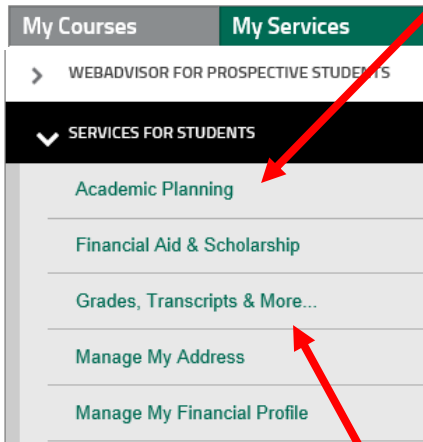 My Courses My Services
WEBADVISOR FOR PROSPECTIVE STUDENTS
SERVICES FOR STUDENTS
Academic Planning
Financial Aid & Scholarship
Grades, Transcripts & More...
Manage My Address
Manage My Financial Profile